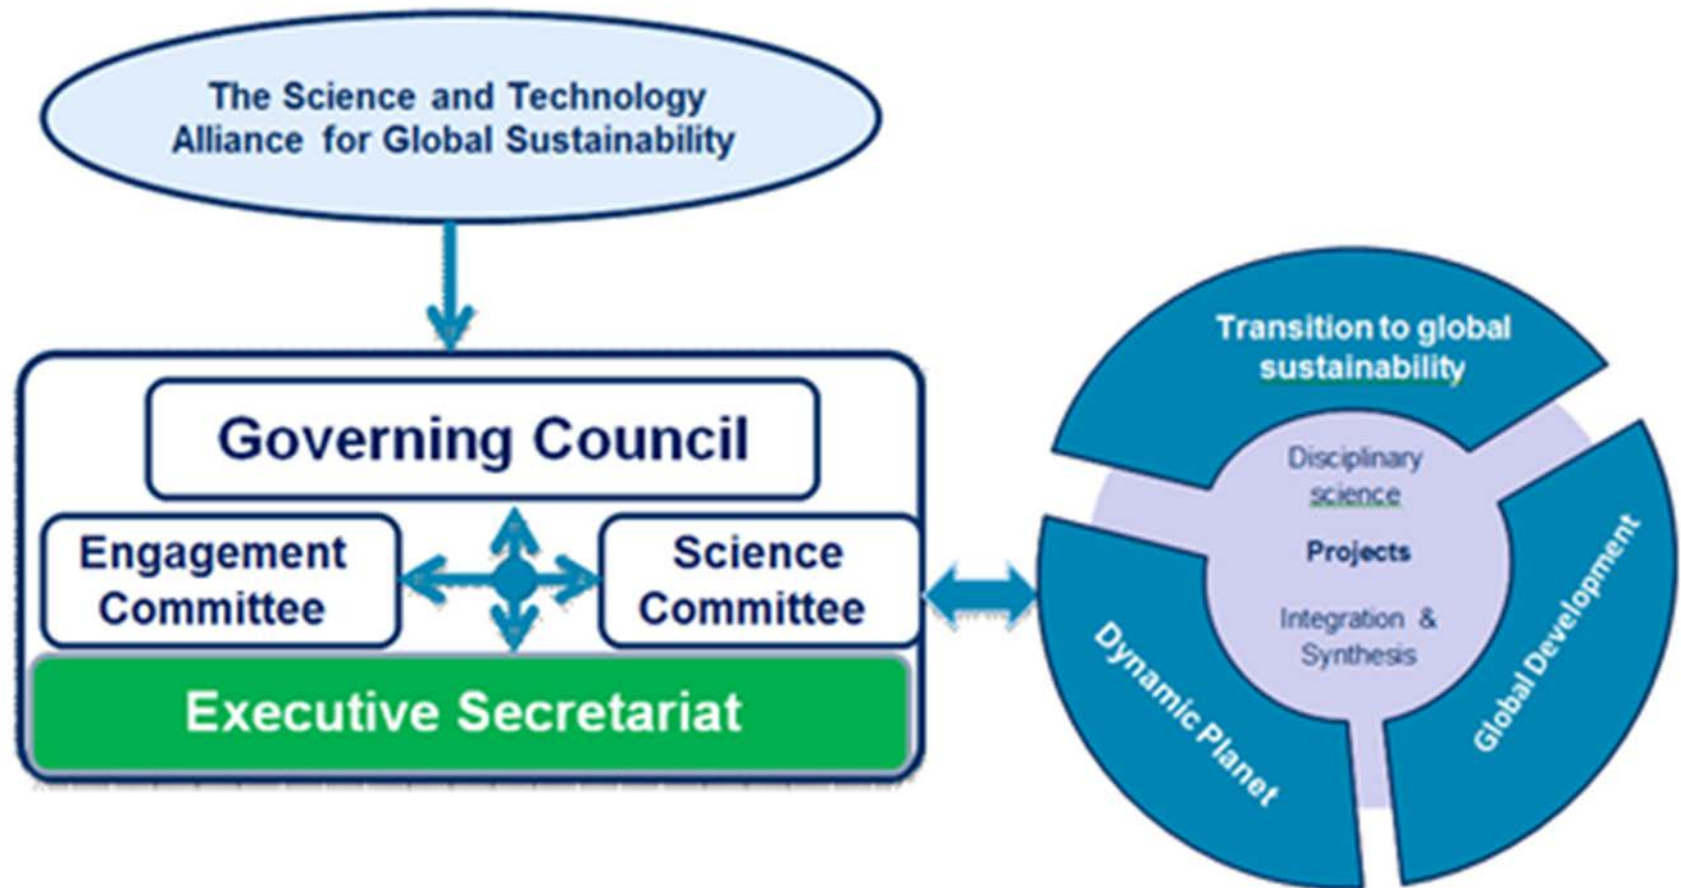 The Science and Technology
Alliance for Global Sustainability
Governing Council
Engagement
Committee
Science
Committee
Executive Secretariat
Transition to global
sustainability
Disciplinary
science
Projects
Integration &
Synthesis
Dynamic Planet
Global Development